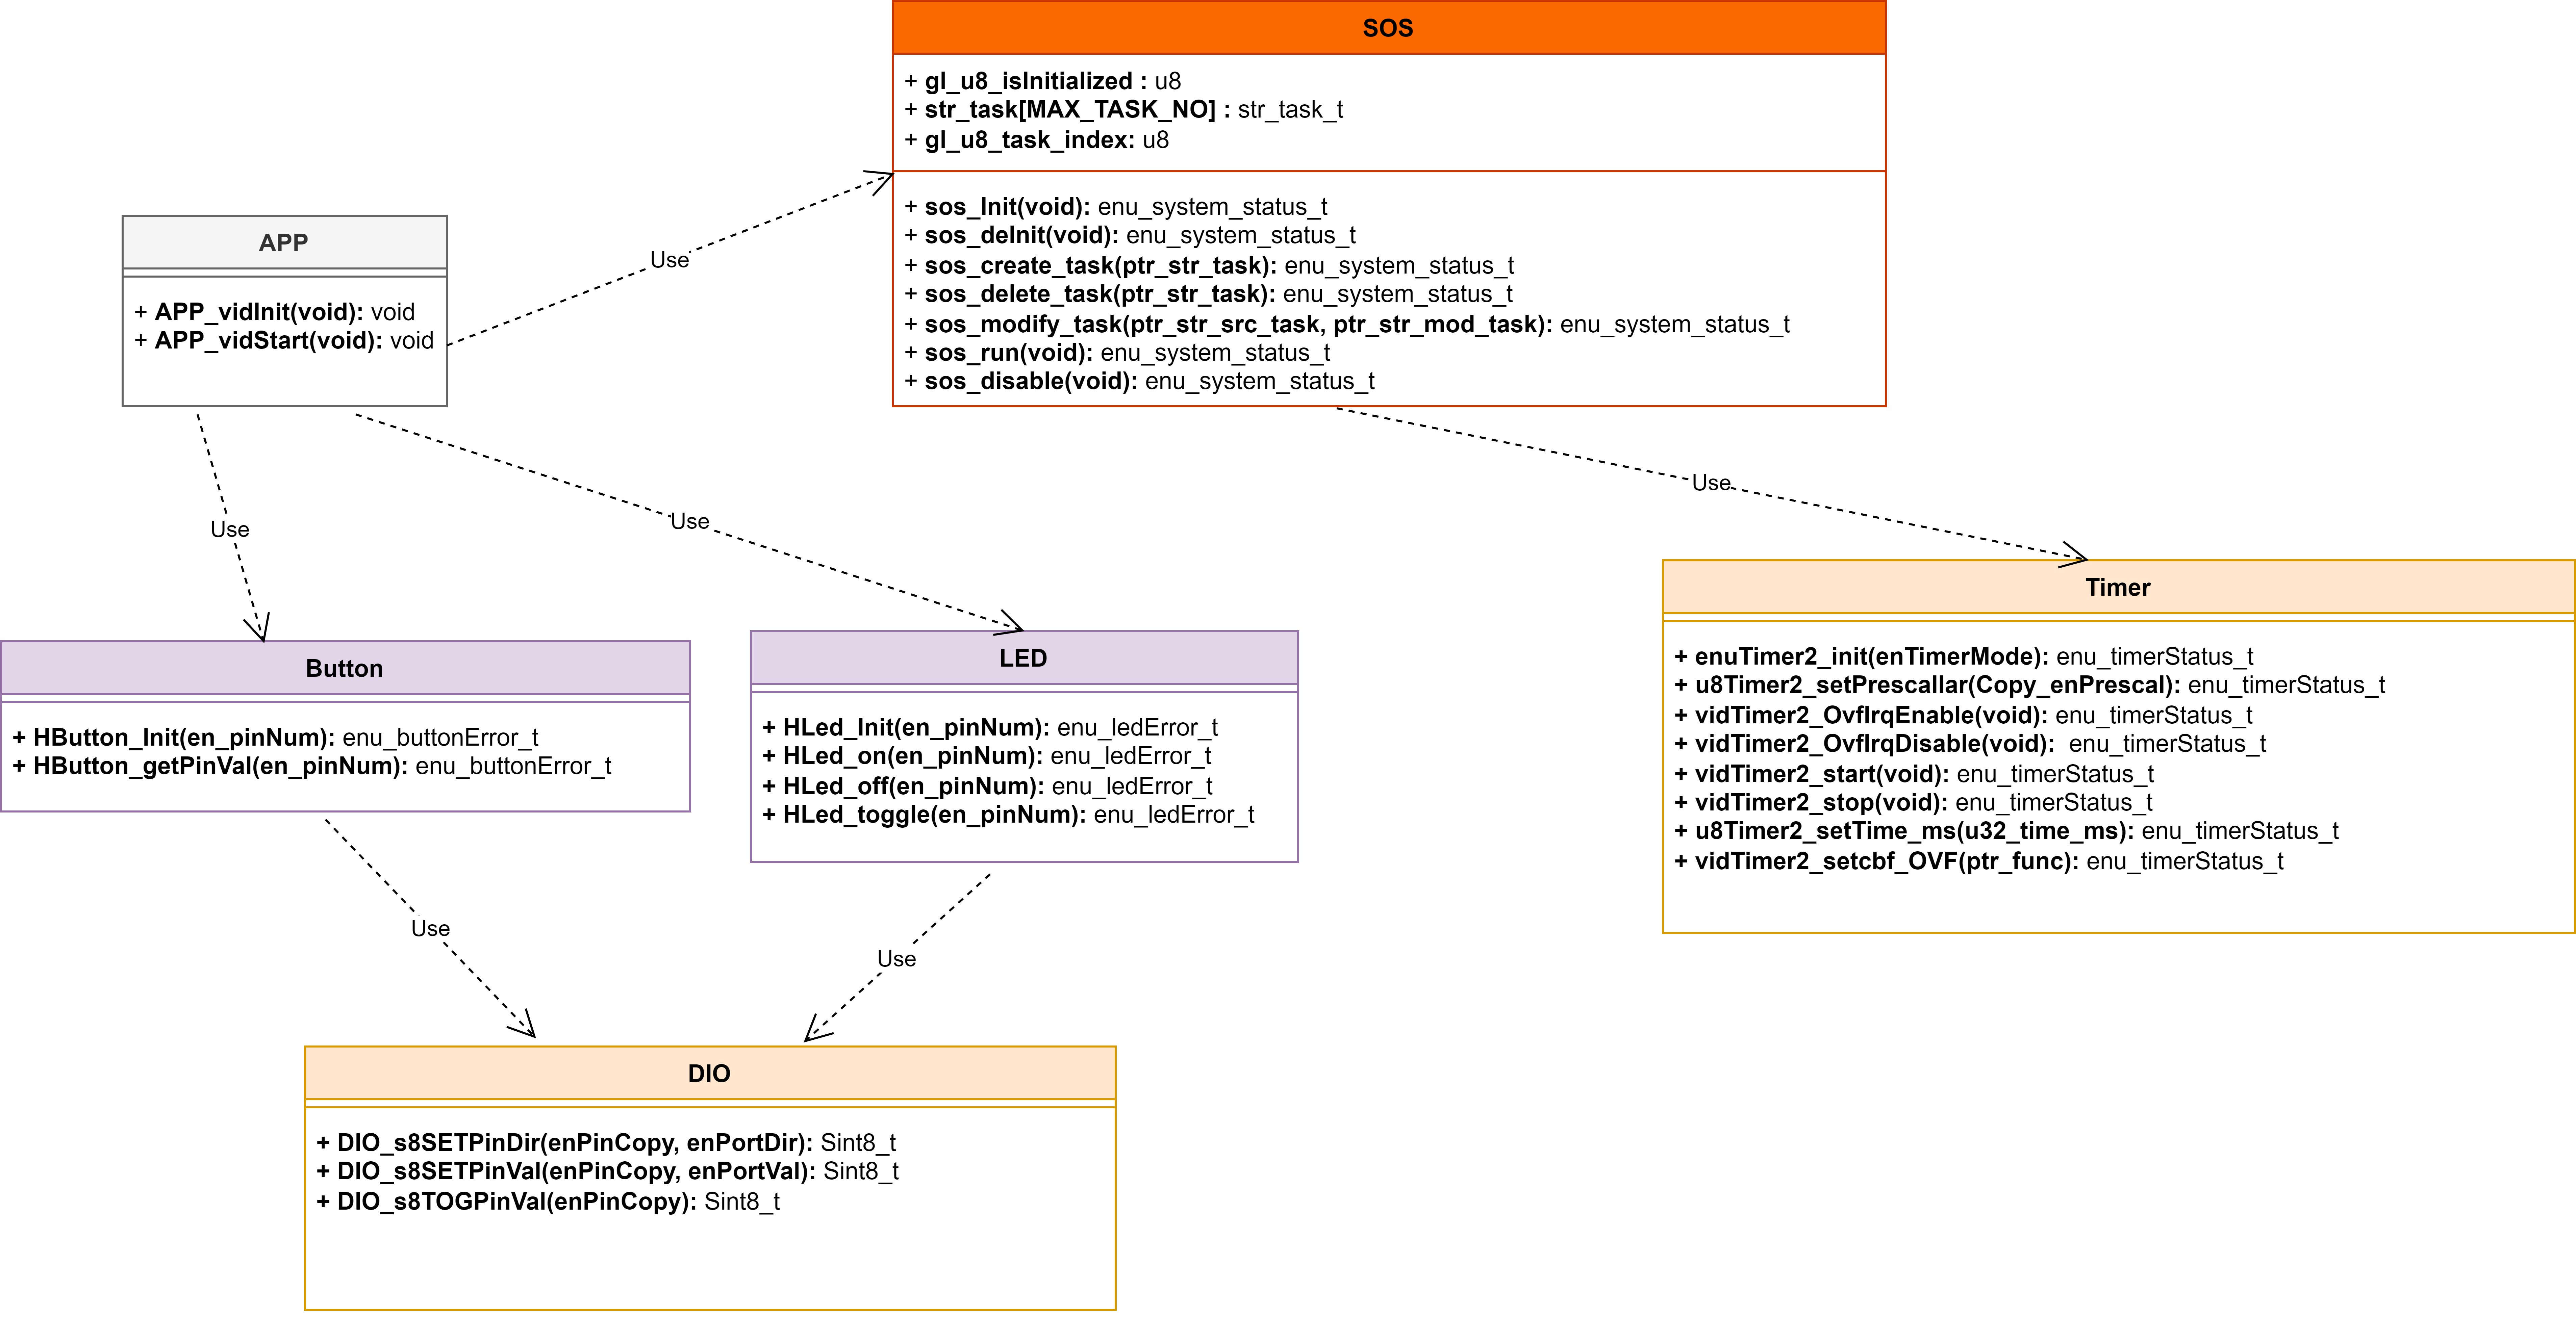 SOS
+ gl_u8_isInitialized : u8
+ str_task[MAX_TASK_NO] : str_task_t
+ gl_u8_task_index: u8
+ sos_Init(void): enu_system_status_t
+ sos_deInit(void): enu_system_status_t
+ sos_create_task(ptr_str_task): enu_system_status_t
+ sos_delete_task(ptr_str_task): enu_system_status_t
+ sos_modify_task(ptr_str_src_task, ptr_str_mod_task): enu_system_status_t
+ sos_run(void): enu_system_status_t
+ sos_disable(void): enu_system_status_t
APP
+ APP_vidInit(void): void
+ APP_vidStart(void): void
Use
Use
Use
Use
Button
+ HButton_Init(en_pinNum): enu_buttonError_t
+ HButton_getPinVal(en_pinNum): enu_buttonError_t
LED
+ HLed_Init(en_pinNum): enu_ledError_t
+ HLed_on(en_pinNum): enu_ledError_t
+ HLed_off(en_pinNum): enu_ledError_t
+ HLed_toggle(en_pinNum): enu_ledError_t
Timer
+ enuTimer2_init(enTimerMode): enu_timerStatus_t
+ u8Timer2_setPrescallar(Copy_enPrescal): enu_timerStatus_t
+ vidTimer2_OvfIrqEnable(void): enu_timerStatus_t
+ vidTimer2_OvfIrqDisable(void): enu_timerStatus_t
+ vidTimer2_start(void): enu_timerStatus_t
+ vidTimer2_stop(void): enu_timerStatus_t
+ u8Timer2_setTime_ms(u32_time_ms): enu_timerStatus_t
+ vidTimer2_setcbf_OVF(ptr_func): enu_timerStatus_t
Use
Use
DIO
+ DIO_s8SETPinDir(enPinCopy, enPortDir): Sint8_t
+ DIO_s8SETPinVal(enPinCopy, enPortVal): Sint8_t
+ DIO_s8TOGPinVal(enPinCopy): Sint8_t